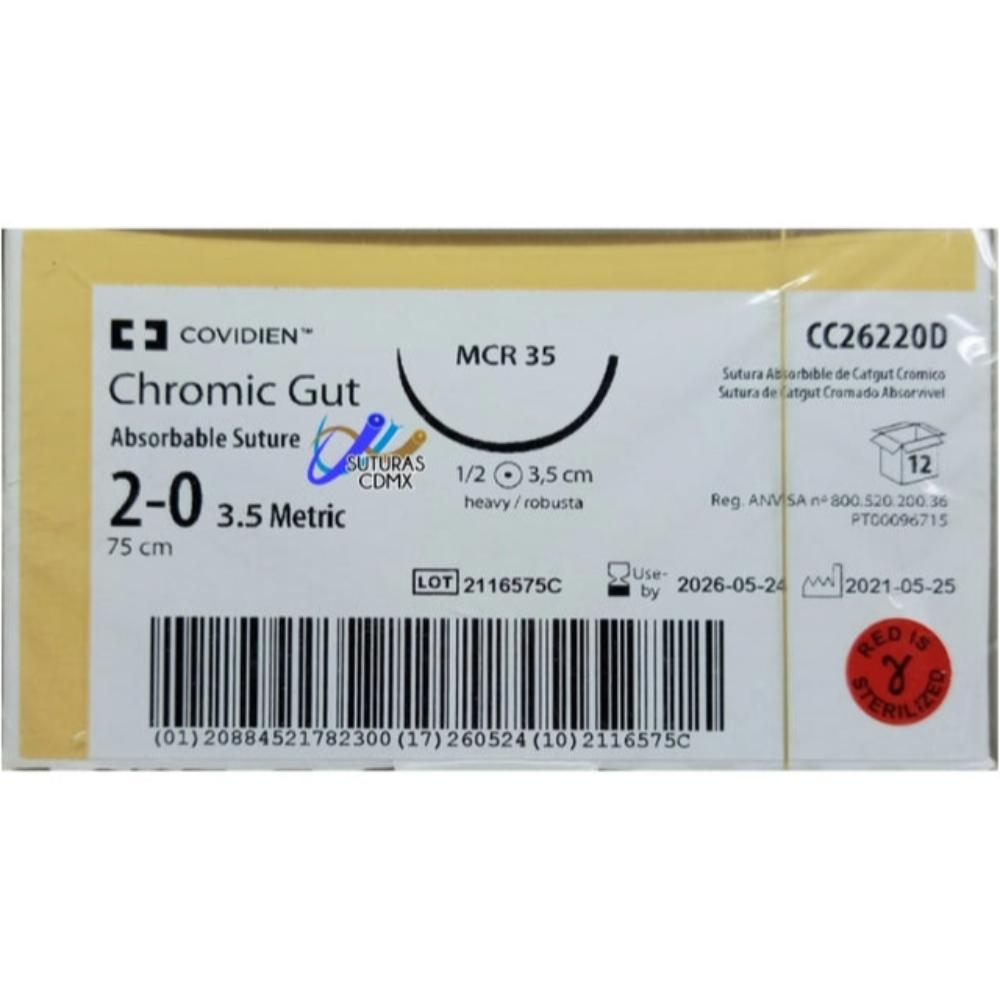 COVIDIEN™
MCR 35
CC26220D
Chromic Gut
Sutura Absorbible de Catgut Cromico
Sutura de Catgut Cromado Absorvivel
Absorbable Suture
SUTURAS
CDMX
12
2-0 3.5 Metric
1/2 3,5 cm
heavy / robusta
Reg. ANVISA nº 800.520.200.36
PT00096715
75 cm
LOT 2116575C
Use-
by 2026-05-24
2021-05-25
RED IS
γ
STERILIZED
(01)20884521782300(17)260524(10)2116575C